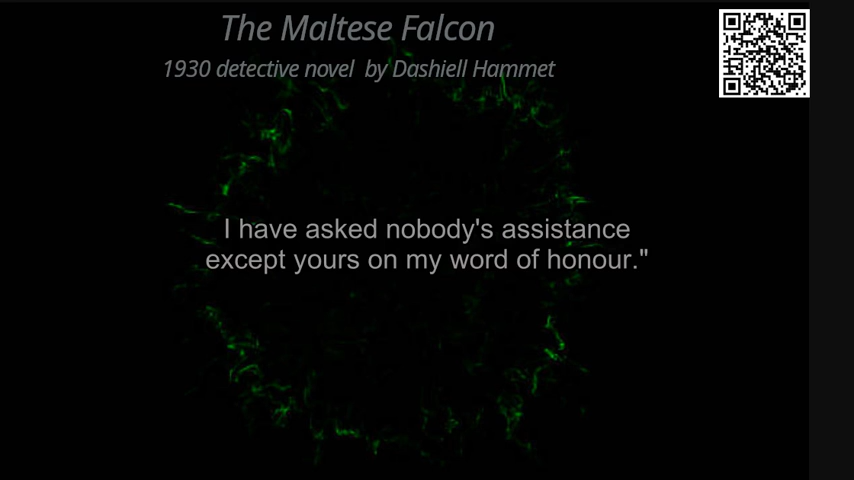 The Maltese Falcon
1930 detective novel by Dashiell Hammet
I have asked nobody's assistance
except yours on my word of honour."